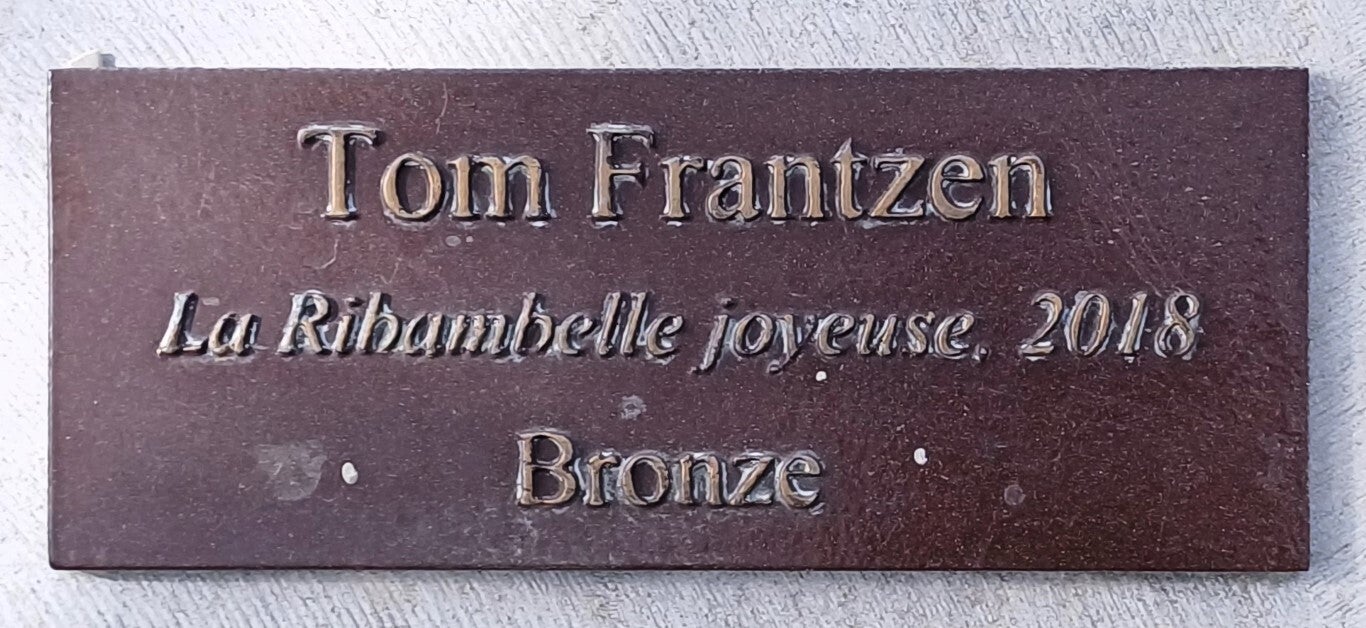 Tom Frantzen
La Ribambelle joyeuse, 2018
Bronze